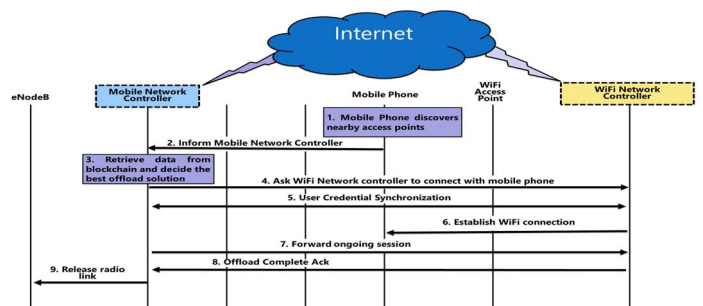 Internet
eNodeB
Mobile Network
Controller
Mobile Phone
WiFi
Access
Point
WiFi Network
Controller
1. Mobile Phone discovers
nearby access points
2. Inform Mobile Network Controller
3. Retrieve data from
blockchain and decide the
best offload solution
4. Ask WiFi Network controller to connect with mobile phone
5. User Credential Synchronization
6. Establish WiFi connection
7. Forward ongoing session
8. Offload Complete Ack
9. Release radio
link